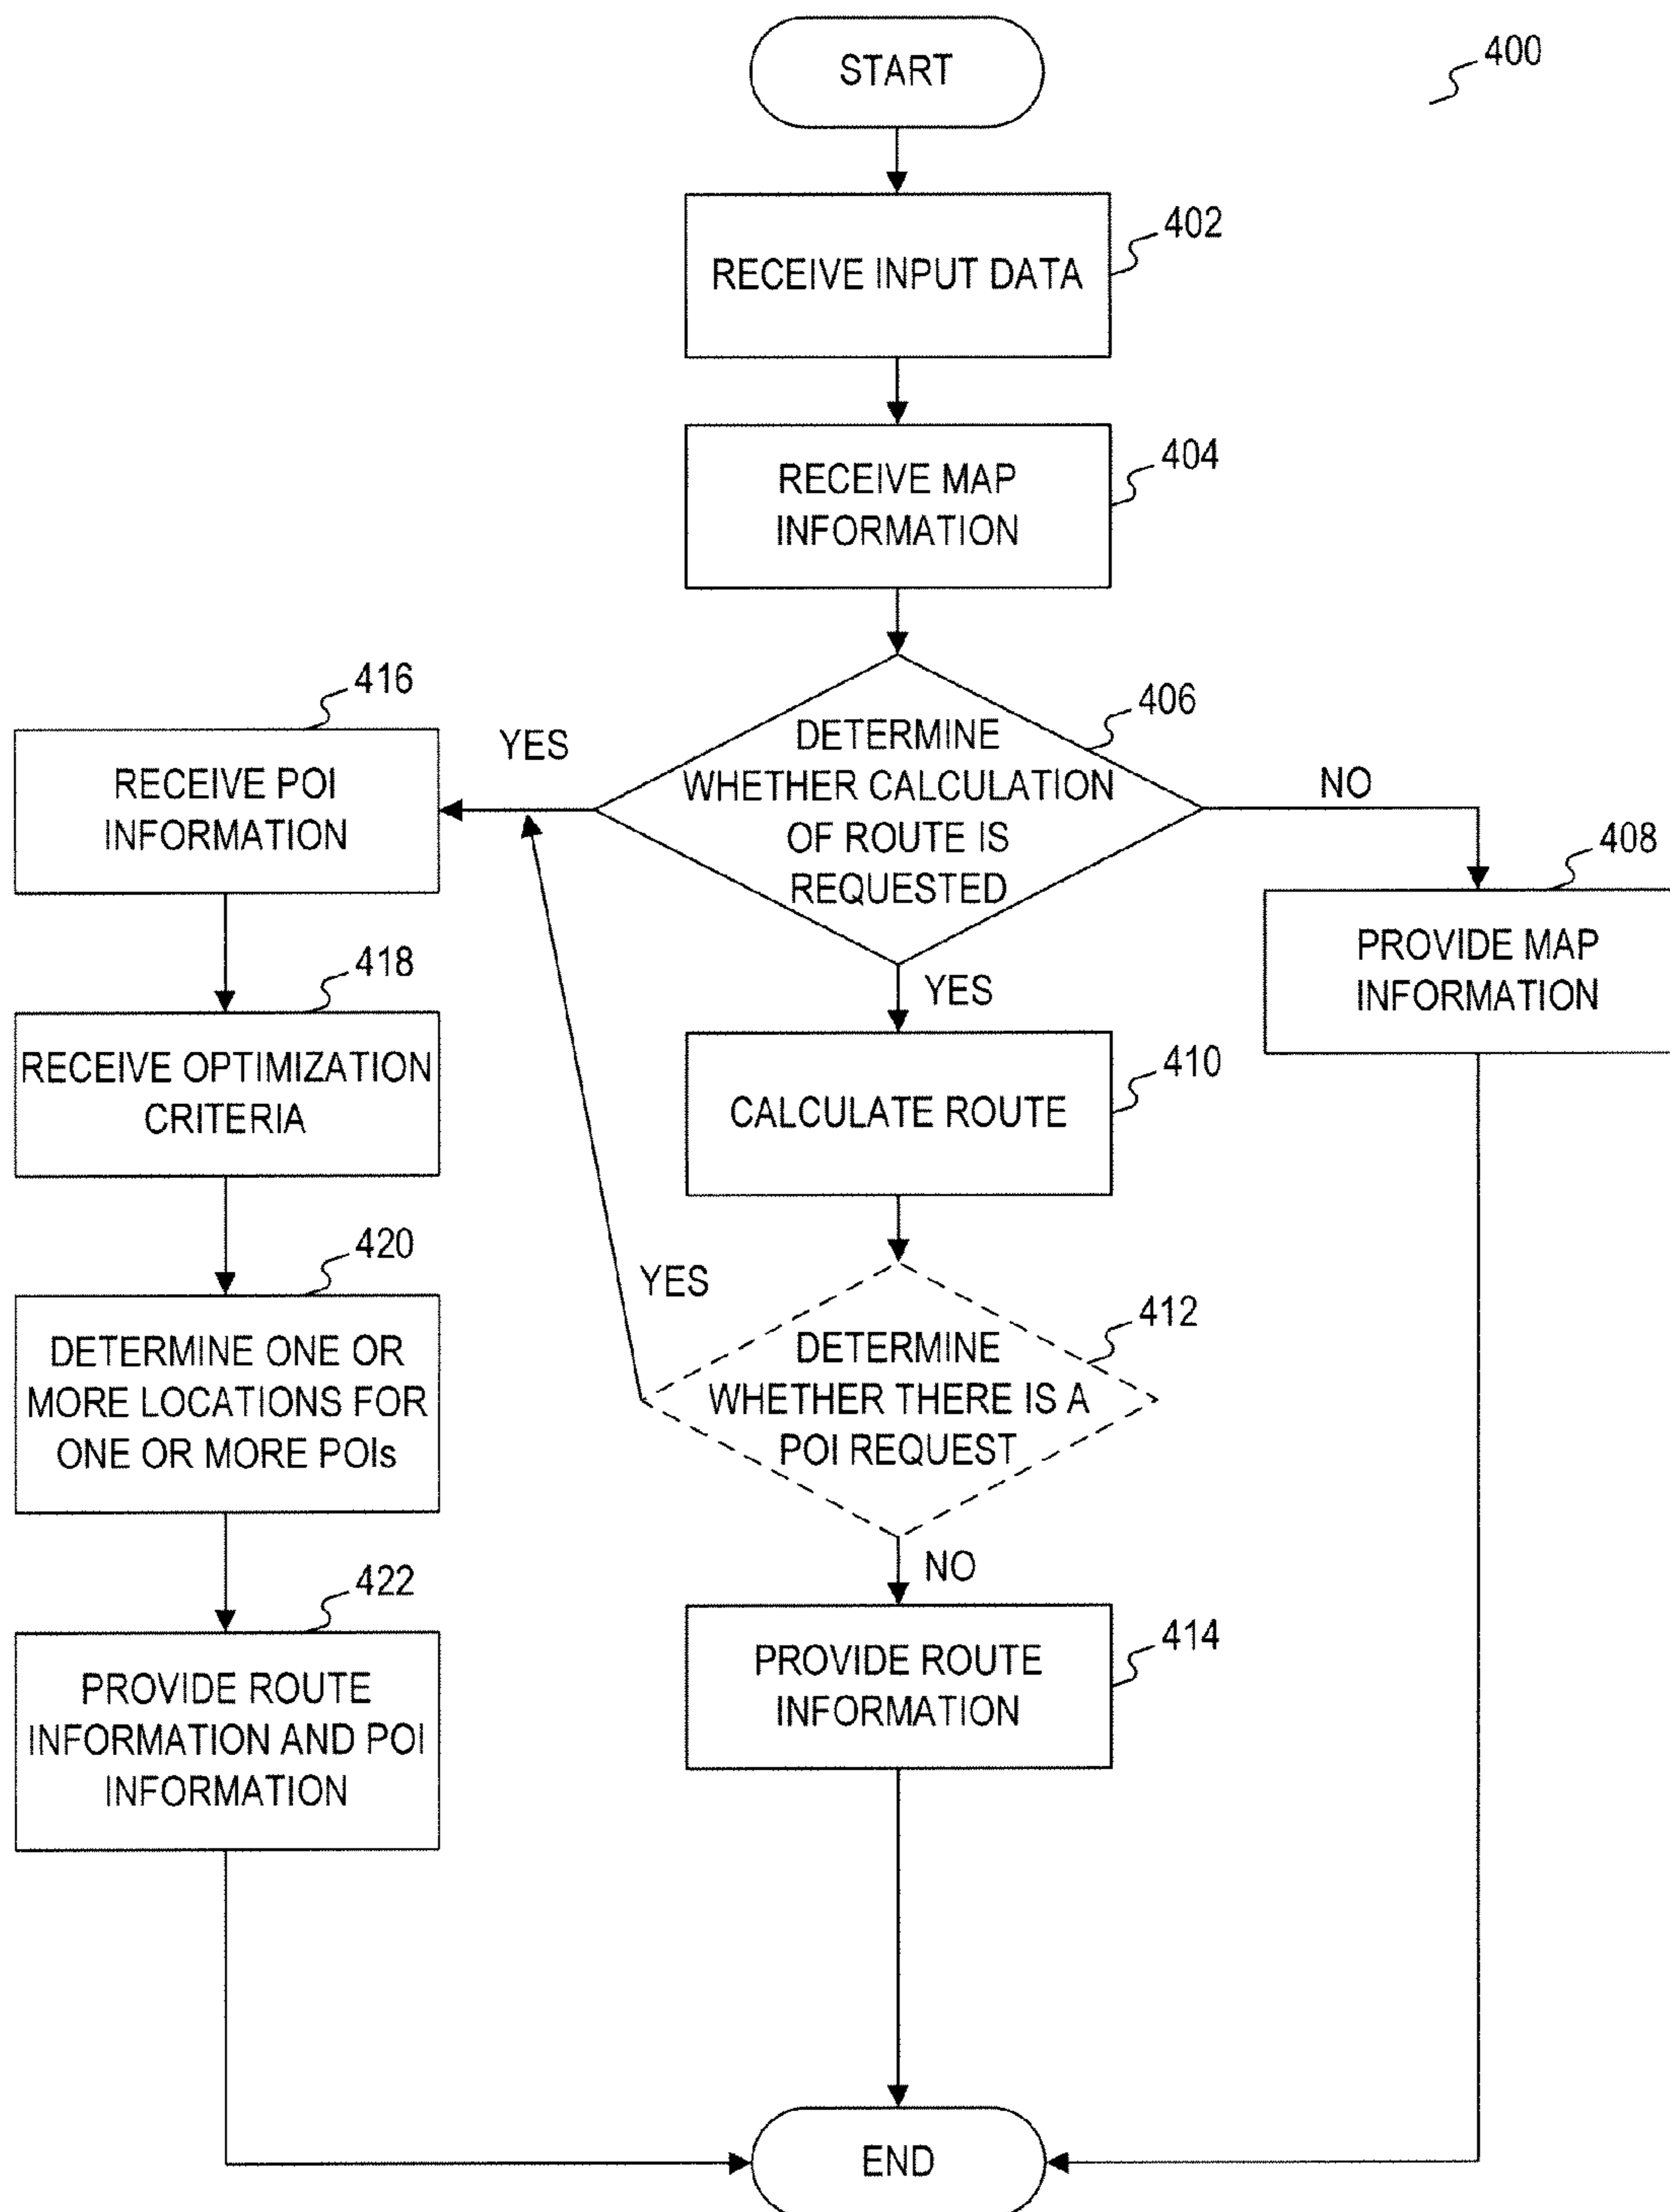 START
400
RECEIVE INPUT DATA
402
RECEIVE MAP
INFORMATION
404
DETERMINE
WHETHER CALCULATION
OF ROUTE IS
REQUESTED
406
YES
NO
YES
RECEIVE POI
INFORMATION
416
PROVIDE MAP
INFORMATION
408
RECEIVE OPTIMIZATION
CRITERIA
418
CALCULATE ROUTE
410
DETERMINE ONE OR
MORE LOCATIONS FOR
ONE OR MORE POIs
420
YES
DETERMINE
WHETHER THERE IS A
POI REQUEST
412
NO
PROVIDE ROUTE
INFORMATION AND POI
INFORMATION
422
PROVIDE ROUTE
INFORMATION
414
END